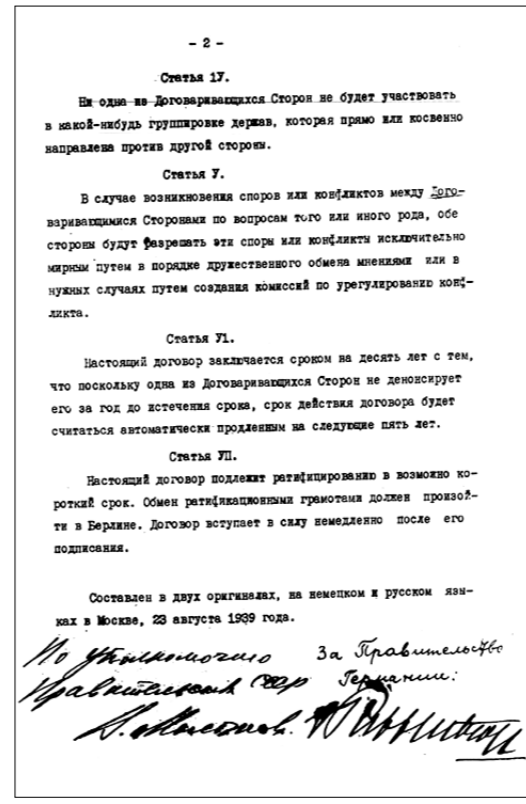 - 2 -
Статья 1У.
Ни одна из Договаривающихся Сторон не будет участвовать
в какой-нибудь группировке держав, которая прямо или косвенно
направлена против другой стороны.
Статья У.
В случае возникновения споров или конфликтов между Дого-
варивающимися Сторонами по вопросам того или иного рода, обе
стороны будут разрешать эти споры или конфликты исключительно
мирным путем в порядке дружественного обмена мнениями или в
нужных случаях путем создания комиссий по урегулированию конф-
ликта.
Статья У1.
Настоящий договор заключается сроком на десять лет с тем,
что поскольку одна из Договаривающихся Сторон не денонсирует
его за год до истечения срока, срок действия договора будет
считаться автоматически продленным на следующие пять лет.
Статья УП.
Настоящий договор подлежит ратифицированию в возможно ко-
роткий срок. Обмен ратификационными грамотами должен произой-
ти в Берлине. Договор вступает в силу немедленно после его
подписания.
Составлен в двух оригиналах, на немецком и русском язы-
ках в Москве, 23 августа 1939 года.
По уполномочию
Правительства СССР
За Правительство
Германии:
В. Молотов.